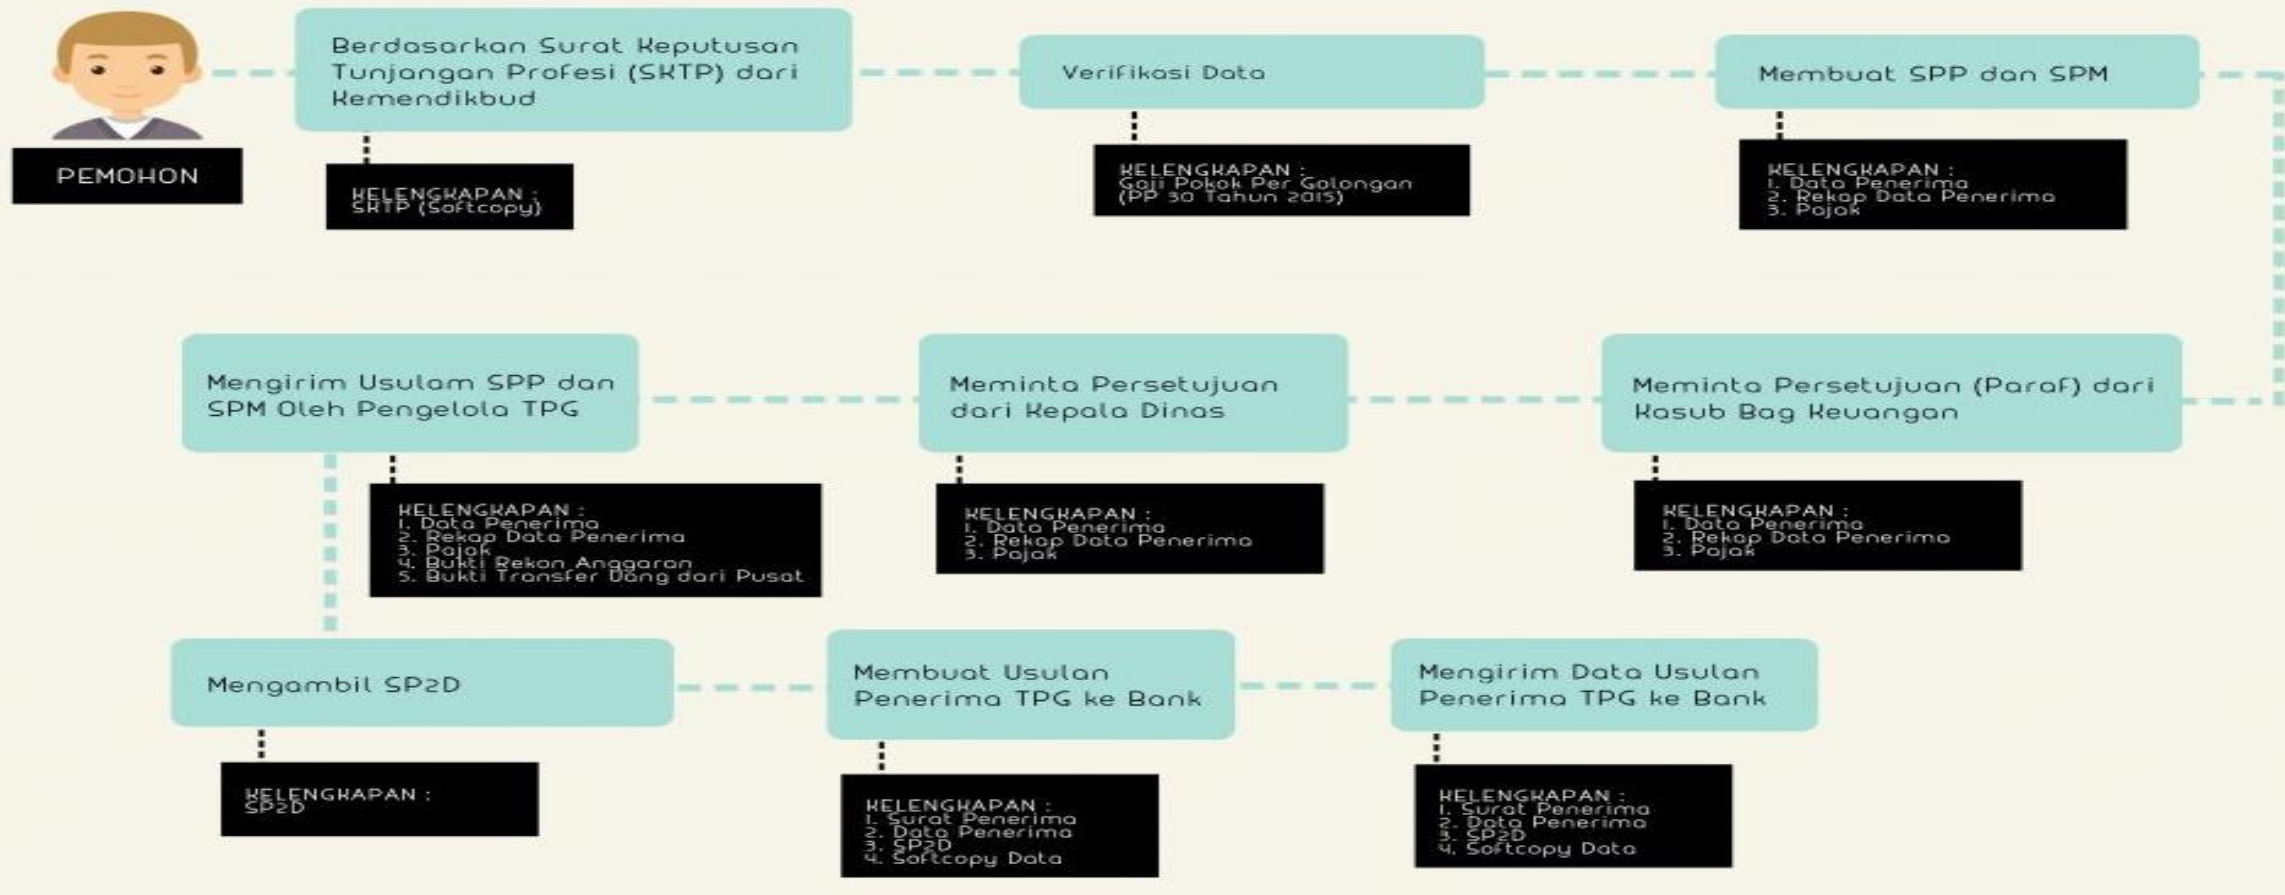 PEMOHON
Berdasarkan Surat Keputusan
Tunjangan Profesi (SKTP) dari
Kemendikbud
KELENGKAPAN :
SKTP (Softcopy)
Verifikasi Data
KELENGKAPAN :
Gaji Pokok Per Golongan
(PP 30 Tahun 2015)
Membuat SPP dan SPM
KELENGKAPAN :
1. Data Penerima
2. Rekap Data Penerima
3. Pajak
Meminta Persetujuan (Paraf) dari
Kasub Bag Keuangan
KELENGKAPAN :
1. Data Penerima
2. Rekap Data Penerima
3. Pajak
Meminta Persetujuan
dari Kepala Dinas
KELENGKAPAN :
1. Data Penerima
2. Rekap Data Penerima
3. Pajak
Mengirim Usulam SPP dan
SPM Oleh Pengelola TPG
KELENGKAPAN :
1. Data Penerima
2. Rekap Data Penerima
3. Pajak
4. Bukti Rekon Anggaran
5. Bukti Transfer Uang dari Pusat
Mengambil SP2D
KELENGKAPAN :
SP2D
Membuat Usulan
Penerima TPG ke Bank
KELENGKAPAN :
1. Surat Penerima
2. Data Penerima
3. SP2D
4. Softcopy Data
Mengirim Data Usulan
Penerima TPG ke Bank
KELENGKAPAN :
1. Surat Penerima
2. Data Penerima
3. SP2D
4. Softcopy Data